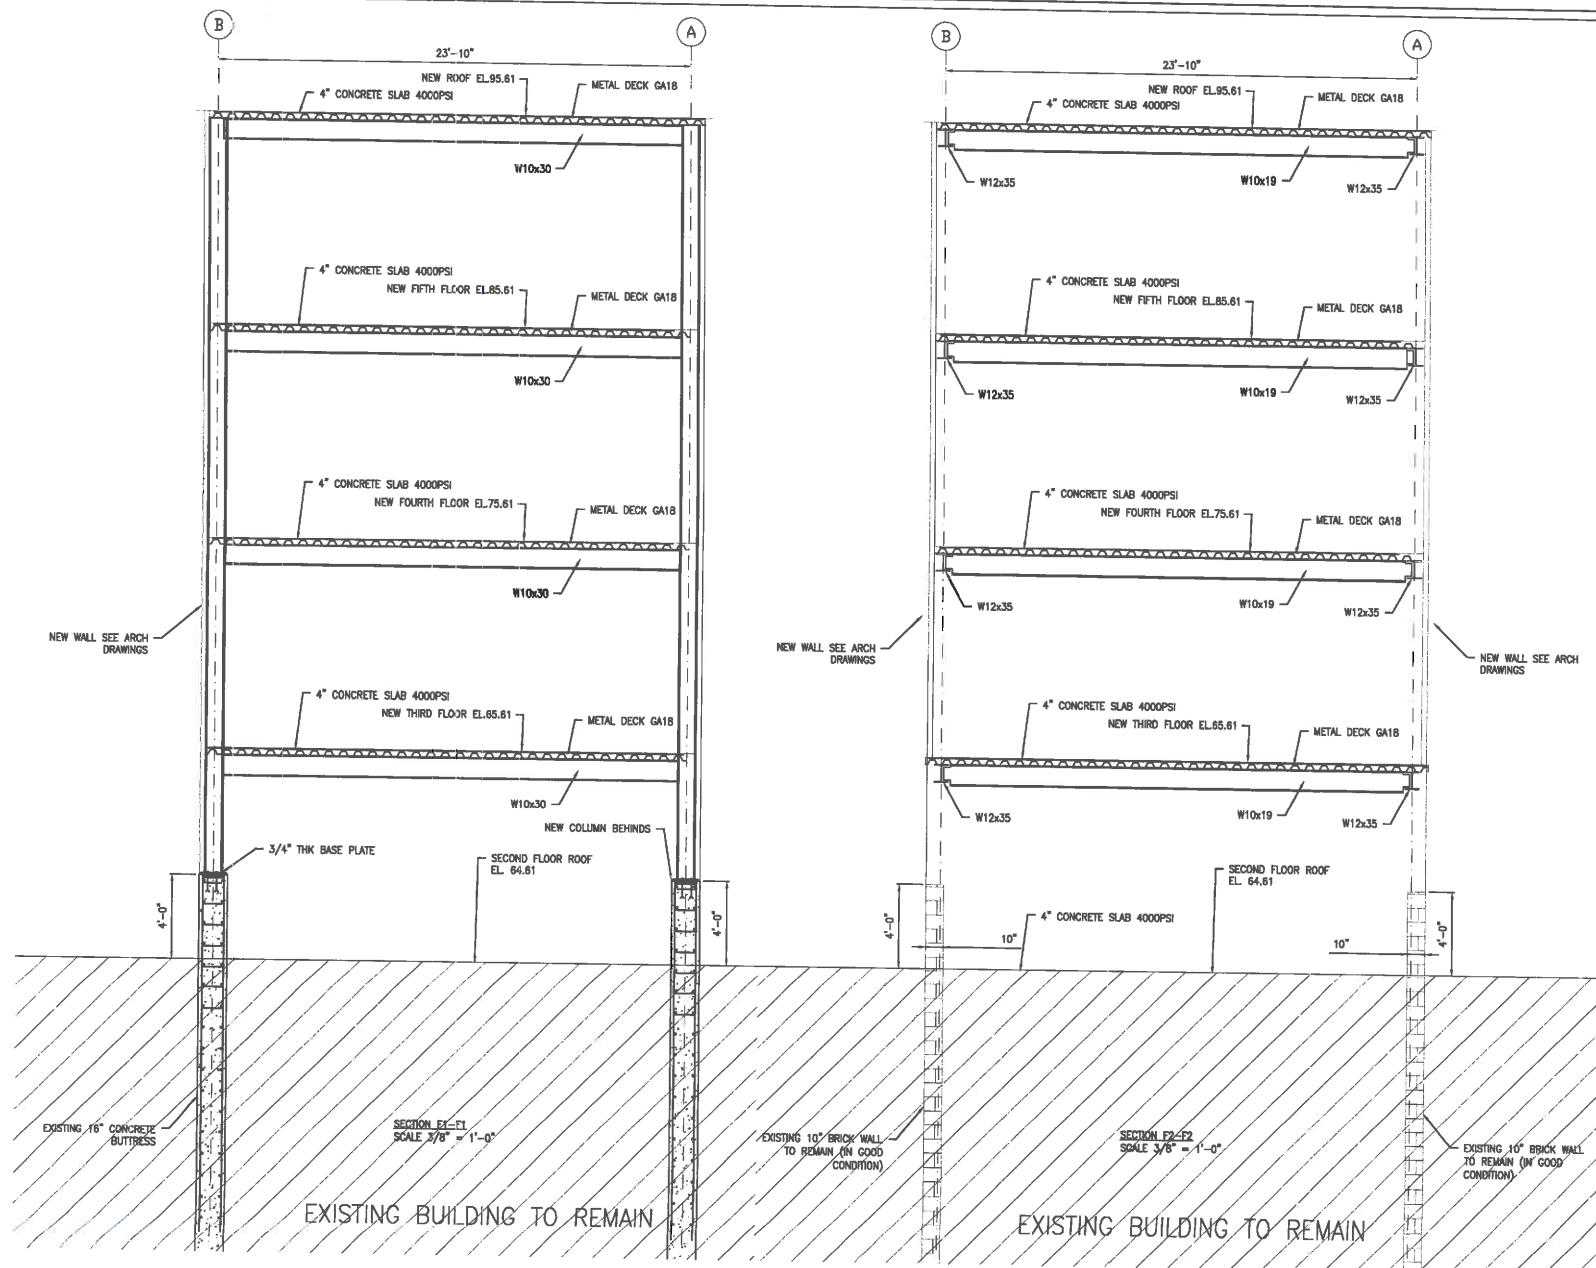 B
A
23'-10"
NEW ROOF EL.95.61
METAL DECK GA18
4" CONCRETE SLAB 4000PSI
W10x30
4" CONCRETE SLAB 4000PSI
NEW FIFTH FLOOR EL.85.61
METAL DECK GA18
W10x30
4" CONCRETE SLAB 4000PSI
NEW FOURTH FLOOR EL.75.61
METAL DECK GA18
W10x30
NEW WALL SEE ARCH
DRAWINGS
4" CONCRETE SLAB 4000PSI
NEW THIRD FLOOR EL.65.61
METAL DECK GA18
W10x30
NEW COLUMN BEHINDS
3/4" THK BASE PLATE
SECOND FLOOR ROOF
EL. 64.61
4'-0"
4'-0"
EXISTING 16" CONCRETE
BUTTRESS
SECTION F1-F1
SCALE 3/8" = 1'-0"
EXISTING BUILDING TO REMAIN
B
A
23'-10"
NEW ROOF EL.95.61
METAL DECK GA18
4" CONCRETE SLAB 4000PSI
W12x35
W10x19
W12x35
4" CONCRETE SLAB 4000PSI
NEW FIFTH FLOOR EL.85.61
METAL DECK GA18
W12x35
W10x19
W12x35
4" CONCRETE SLAB 4000PSI
NEW FOURTH FLOOR EL.75.61
METAL DECK GA18
W12x35
W10x19
W12x35
NEW WALL SEE ARCH
DRAWINGS
NEW WALL SEE ARCH
DRAWINGS
4" CONCRETE SLAB 4000PSI
NEW THIRD FLOOR EL.65.61
METAL DECK GA18
W12x35
W10x19
W12x35
SECOND FLOOR ROOF
EL. 64.61
4" CONCRETE SLAB 4000PSI
4'-0"
10"
10"
4'-0"
EXISTING 10" BRICK WALL
TO REMAIN (IN GOOD
CONDITION)
SECTION F2-F2
SCALE 3/8" = 1'-0"
EXISTING 10" BRICK WALL
TO REMAIN (IN GOOD
CONDITION)
EXISTING BUILDING TO REMAIN